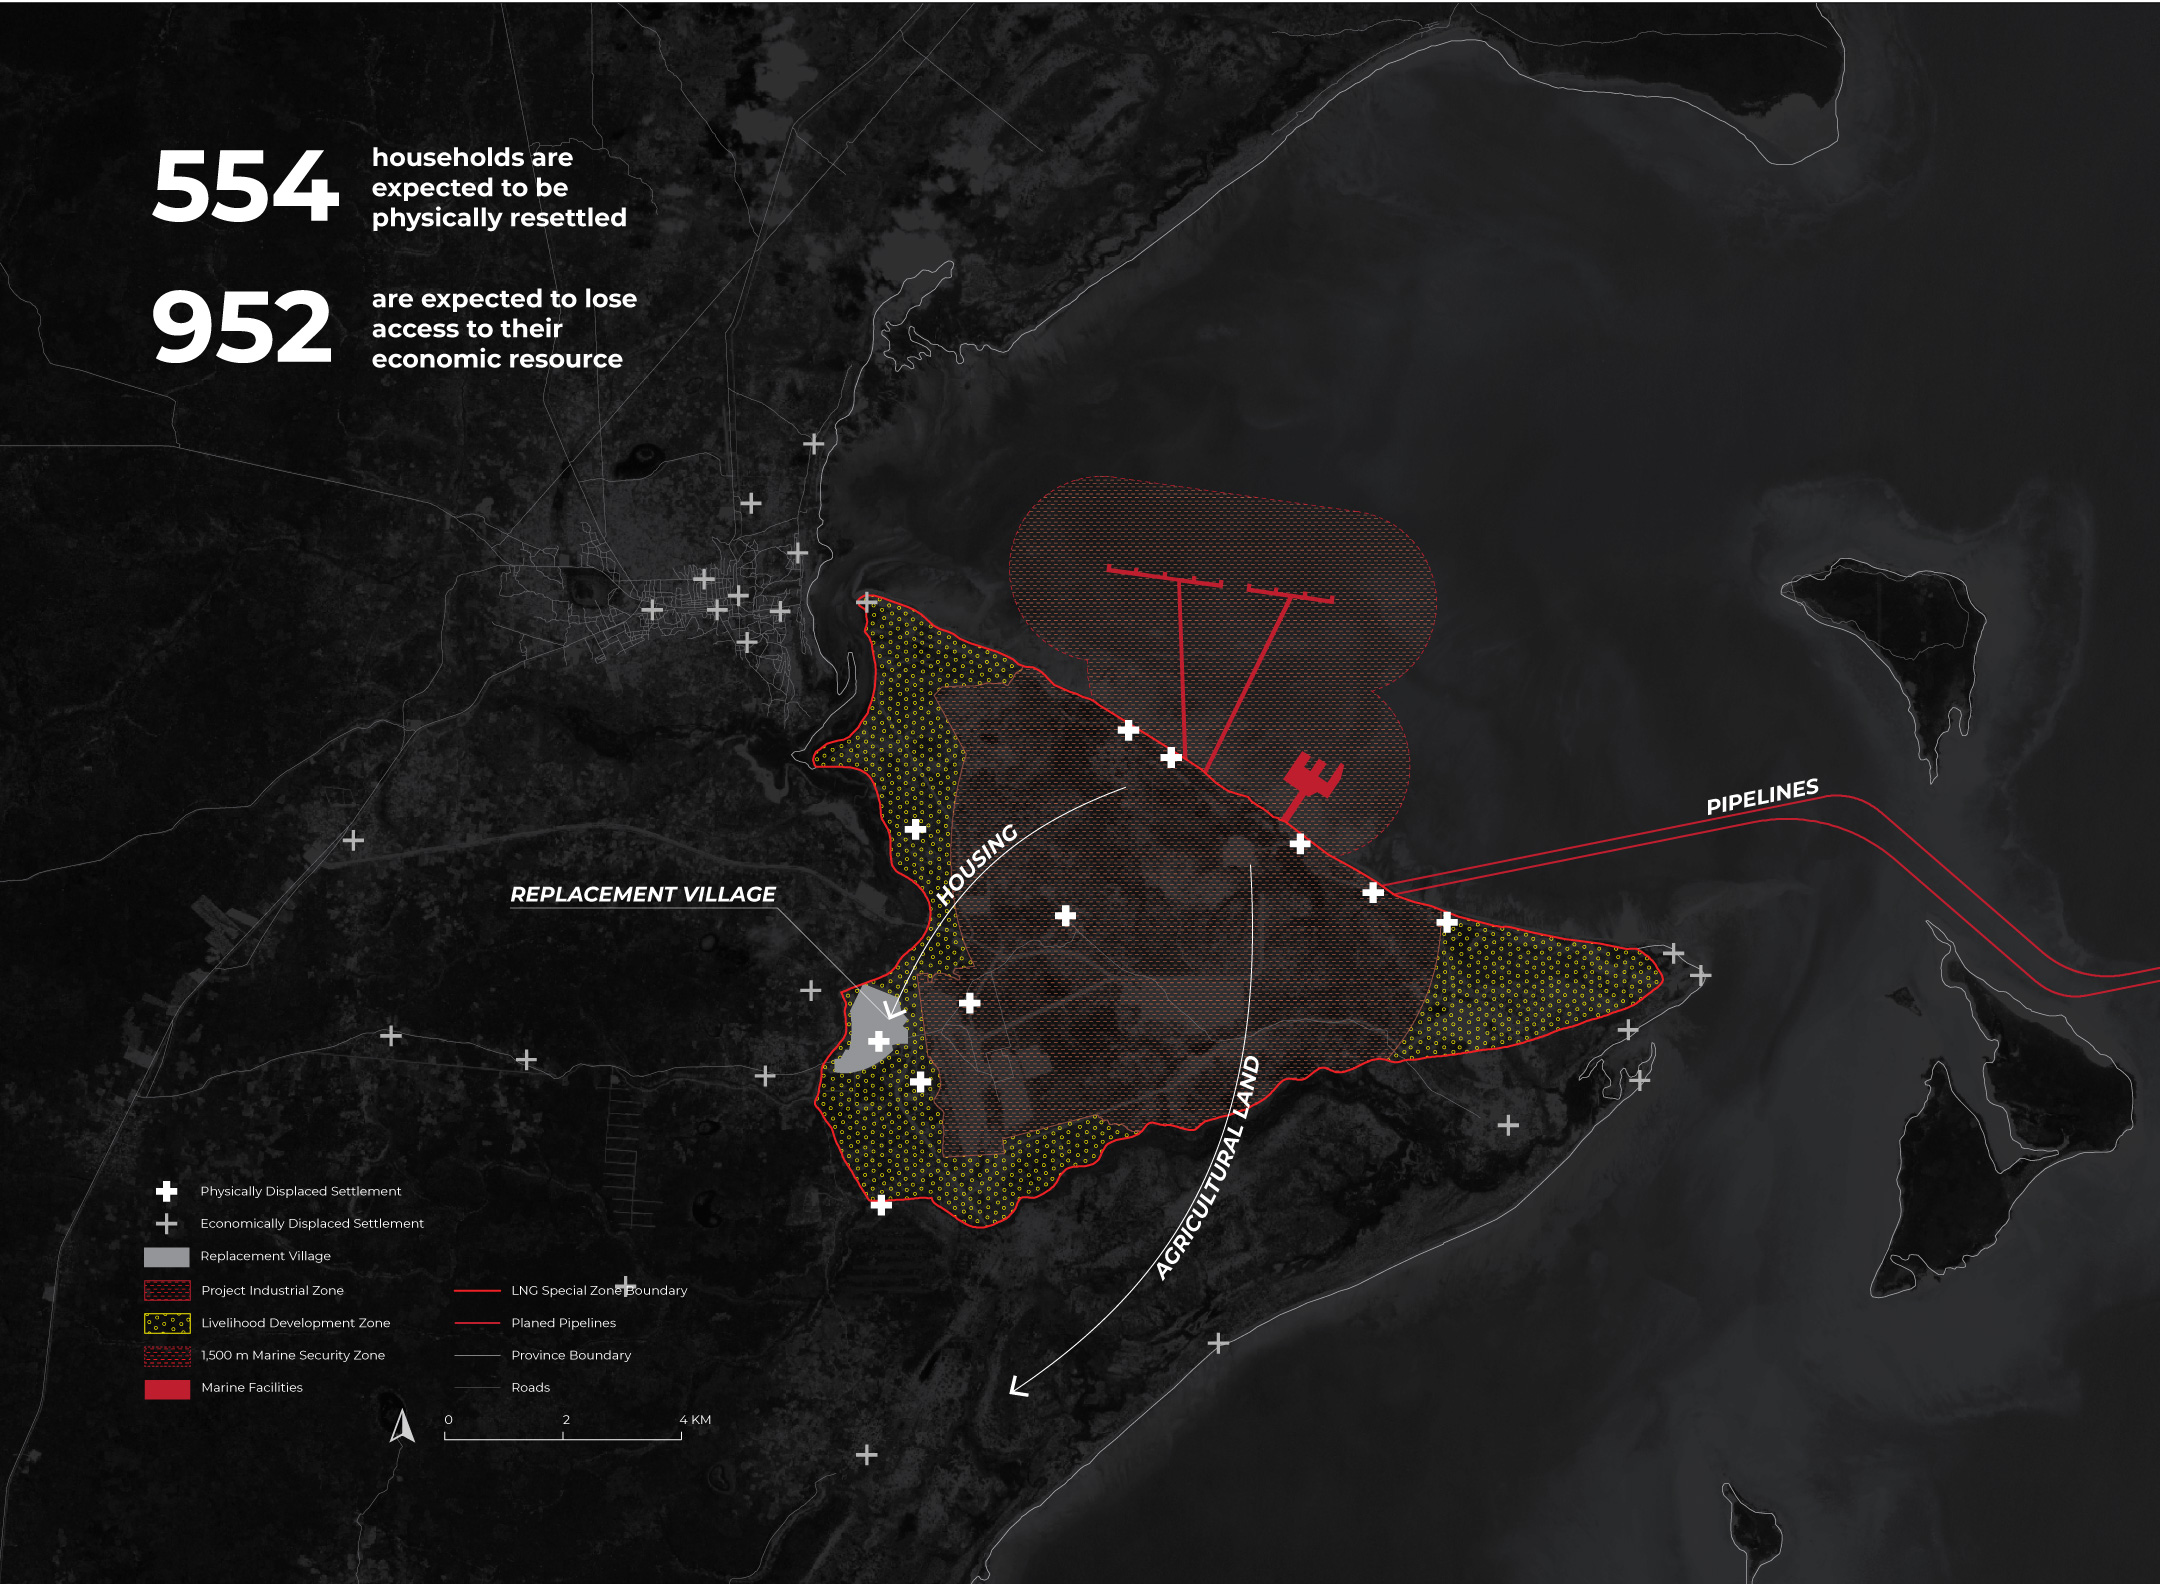 554
households are
expected to be
physically resettled
952
are expected to lose
access to their
economic resource
PIPELINES
HOUSING
REPLACEMENT VILLAGE
AGRICULTURAL LAND
Physically Displaced Settlement
Economically Displaced Settlement
Replacement Village
Project Industrial Zone
Livelihood Development Zone
1,500 m Marine Security Zone
Marine Facilities
LNG Special Zone Boundary
Planed Pipelines
Province Boundary
Roads
0 2 4 KM